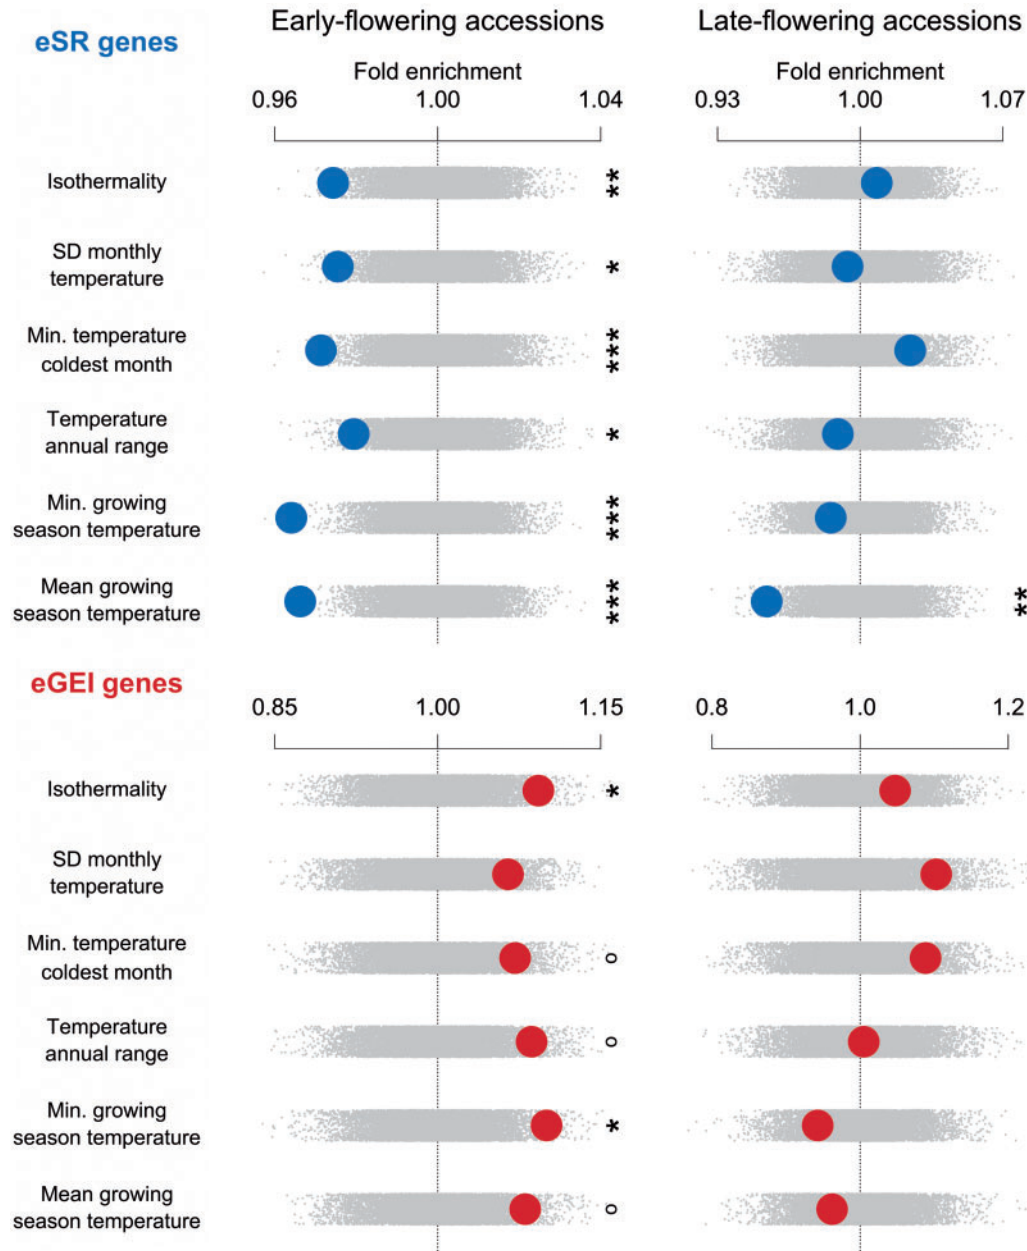 Early-flowering accessions
Late-flowering accessions
eSR genes
Fold enrichment
Fold enrichment
0.96 1.00 1.04
0.93 1.00 1.07
Isothermality
**
SD monthly
temperature
*
Min. temperature
coldest month
***
Temperature
annual range
*
Min. growing
season temperature
***
Mean growing
season temperature
***
**
eGEI genes
0.85 1.00 1.15
0.8 1.0 1.2
Isothermality
*
SD monthly
temperature
Min. temperature
coldest month
o
Temperature
annual range
o
Min. growing
season temperature
*
Mean growing
season temperature
o